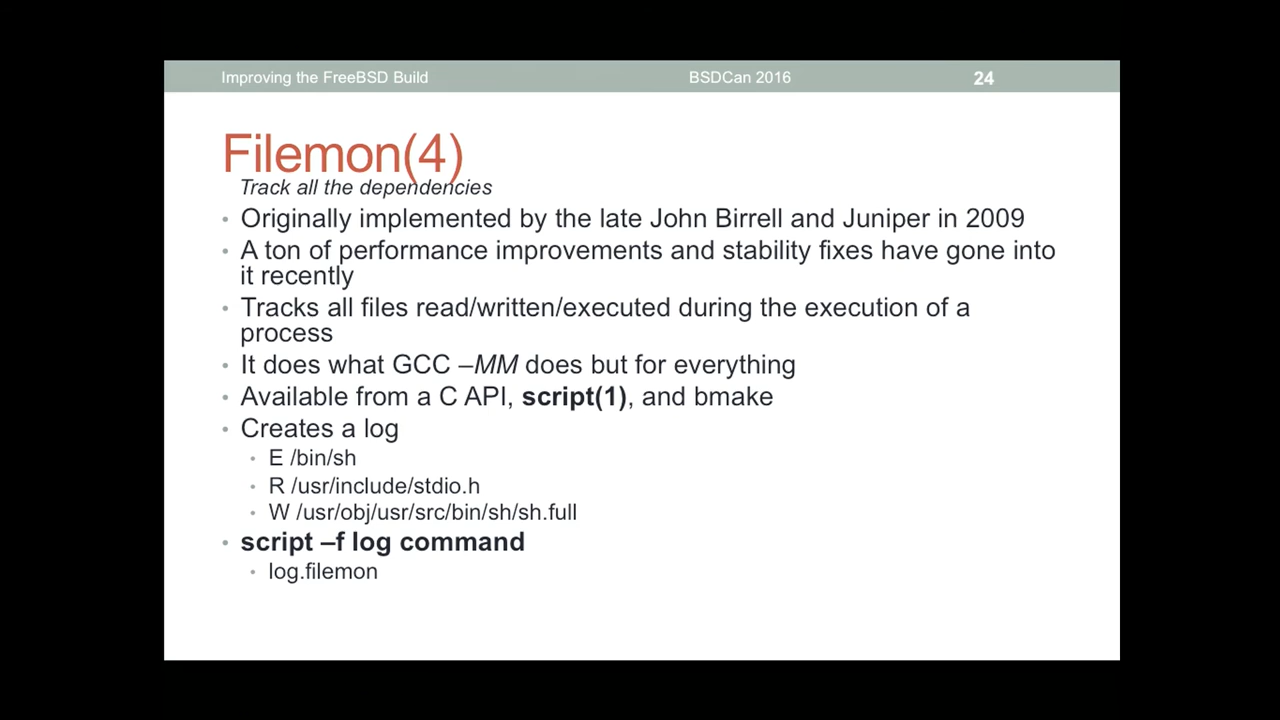 Improving the FreeBSD Build BSDCan 2016 24
Filemon(4)
Track all the dependencies
• Originally implemented by the late John Birrell and Juniper in 2009
• A ton of performance improvements and stability fixes have gone into
it recently
• Tracks all files read/written/executed during the execution of a
process
• It does what GCC –MM does but for everything
• Available from a C API, script(1), and bmake
• Creates a log
• E /bin/sh
• R /usr/include/stdio.h
• W /usr/obj/usr/src/bin/sh/sh.full
• script –f log command
• log.filemon